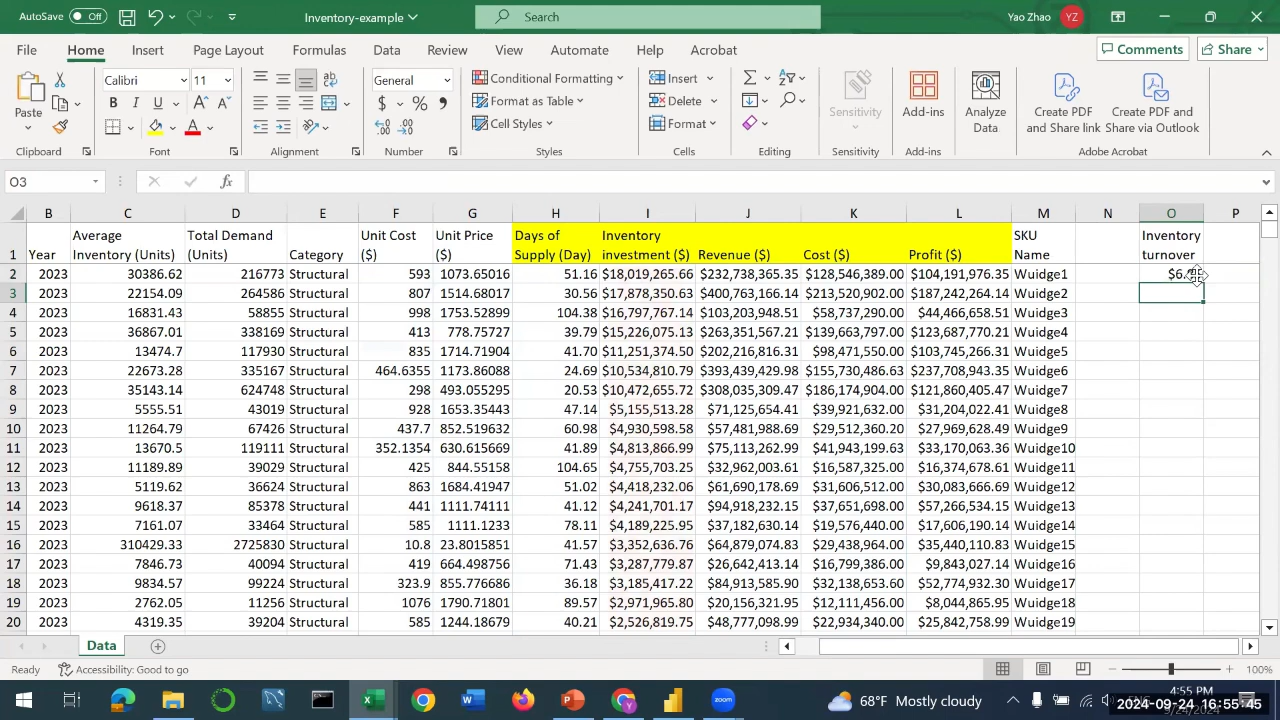 AutoSave Off Inventory-example Search Yao Zhao YZ
File Home Insert Page Layout Formulas Data Review View Automate Help Acrobat Comments Share
Calibri 11 General Conditional Formatting Insert
Paste Format as Table Delete Sensitivity Add-ins Analyze Data Create PDF and Share link Create PDF and Share via Outlook
B I U $ % Cell Styles Format
Clipboard Font Alignment Number Styles Cells Editing Sensitivity Add-ins Adobe Acrobat
O3 fx
B C D E F G H I J K L M N O P
1 Year Average Inventory (Units) Total Demand (Units) Category Unit Cost ($) Unit Price ($) Days of Supply (Day) Inventory investment ($) Revenue ($) Cost ($) Profit ($) SKU Name Inventory turnover
2 2023 30386.62 216773 Structural 593 1073.65016 51.16 $18,019,265.66 $232,738,365.35 $128,546,389.00 $104,191,976.35 Wuidge1
3 2023 22154.09 264586 Structural 807 1514.68017 30.56 $17,878,350.63 $400,763,166.14 $213,520,902.00 $187,242,264.14 Wuidge2
4 2023 16831.43 58855 Structural 998 1753.52899 104.38 $16,797,767.14 $103,203,948.51 $58,737,290.00 $44,466,658.51 Wuidge3
5 2023 36867.01 338169 Structural 413 778.75727 39.79 $15,226,075.13 $263,351,567.21 $139,663,797.00 $123,687,770.21 Wuidge4
6 2023 13474.7 117930 Structural 835 1714.71904 41.70 $11,251,374.50 $202,216,816.31 $98,471,550.00 $103,745,266.31 Wuidge5
7 2023 22673.28 335167 Structural 464.6355 1173.86088 24.69 $10,534,810.79 $393,439,429.98 $155,730,486.63 $237,708,943.35 Wuidge6
8 2023 35143.14 624748 Structural 298 493.055295 20.53 $10,472,655.72 $308,035,309.47 $186,174,904.00 $121,860,405.47 Wuidge7
9 2023 5555.51 43019 Structural 928 1653.35443 47.14 $5,155,513.28 $71,125,654.41 $39,921,632.00 $31,204,022.41 Wuidge8
10 2023 11264.79 67426 Structural 437.7 852.519632 60.98 $4,930,598.58 $57,481,988.69 $29,512,360.20 $27,969,628.49 Wuidge9
11 2023 13670.5 119111 Structural 352.1354 630.615669 41.89 $4,813,866.99 $75,113,262.99 $41,943,199.63 $33,170,063.36 Wuidge10
12 2023 11189.89 39029 Structural 425 844.55158 104.65 $4,755,703.25 $32,962,003.61 $16,587,325.00 $16,374,678.61 Wuidge11
13 2023 5119.62 36624 Structural 863 1684.41974 51.02 $4,418,232.06 $61,690,178.69 $31,606,512.00 $30,083,666.69 Wuidge12
14 2023 9618.37 85378 Structural 441 1111.74111 41.12 $4,241,701.17 $94,918,232.15 $37,651,698.00 $57,266,534.15 Wuidge13
15 2023 7161.07 33464 Structural 585 1111.1233 78.11 $4,189,225.95 $37,182,630.14 $19,576,440.00 $17,606,190.14 Wuidge14
16 2023 310429.33 2725830 Structural 10.8 23.8015851 41.57 $3,352,636.76 $64,879,074.83 $29,438,964.00 $35,440,110.83 Wuidge15
17 2023 7846.73 40094 Structural 419 664.498756 71.43 $3,287,779.87 $26,642,413.14 $16,799,386.00 $9,843,027.14 Wuidge16
18 2023 9834.57 99224 Structural 323.9 855.776686 36.18 $3,185,417.22 $84,913,585.90 $32,138,653.60 $52,774,932.30 Wuidge17
19 2023 2762.05 11256 Structural 1076 1790.71801 89.57 $2,971,965.80 $20,156,321.95 $12,111,456.00 $8,044,865.95 Wuidge18
20 2023 4319.35 39204 Structural 585 1244.18679 40.21 $2,526,819.75 $48,777,098.99 $22,934,340.00 $25,842,758.99 Wuidge19
Data
Ready Accessibility: Good to go 100%
zoom 68°F Mostly cloudy 4:55 PM
2024-09-24 16:55:45